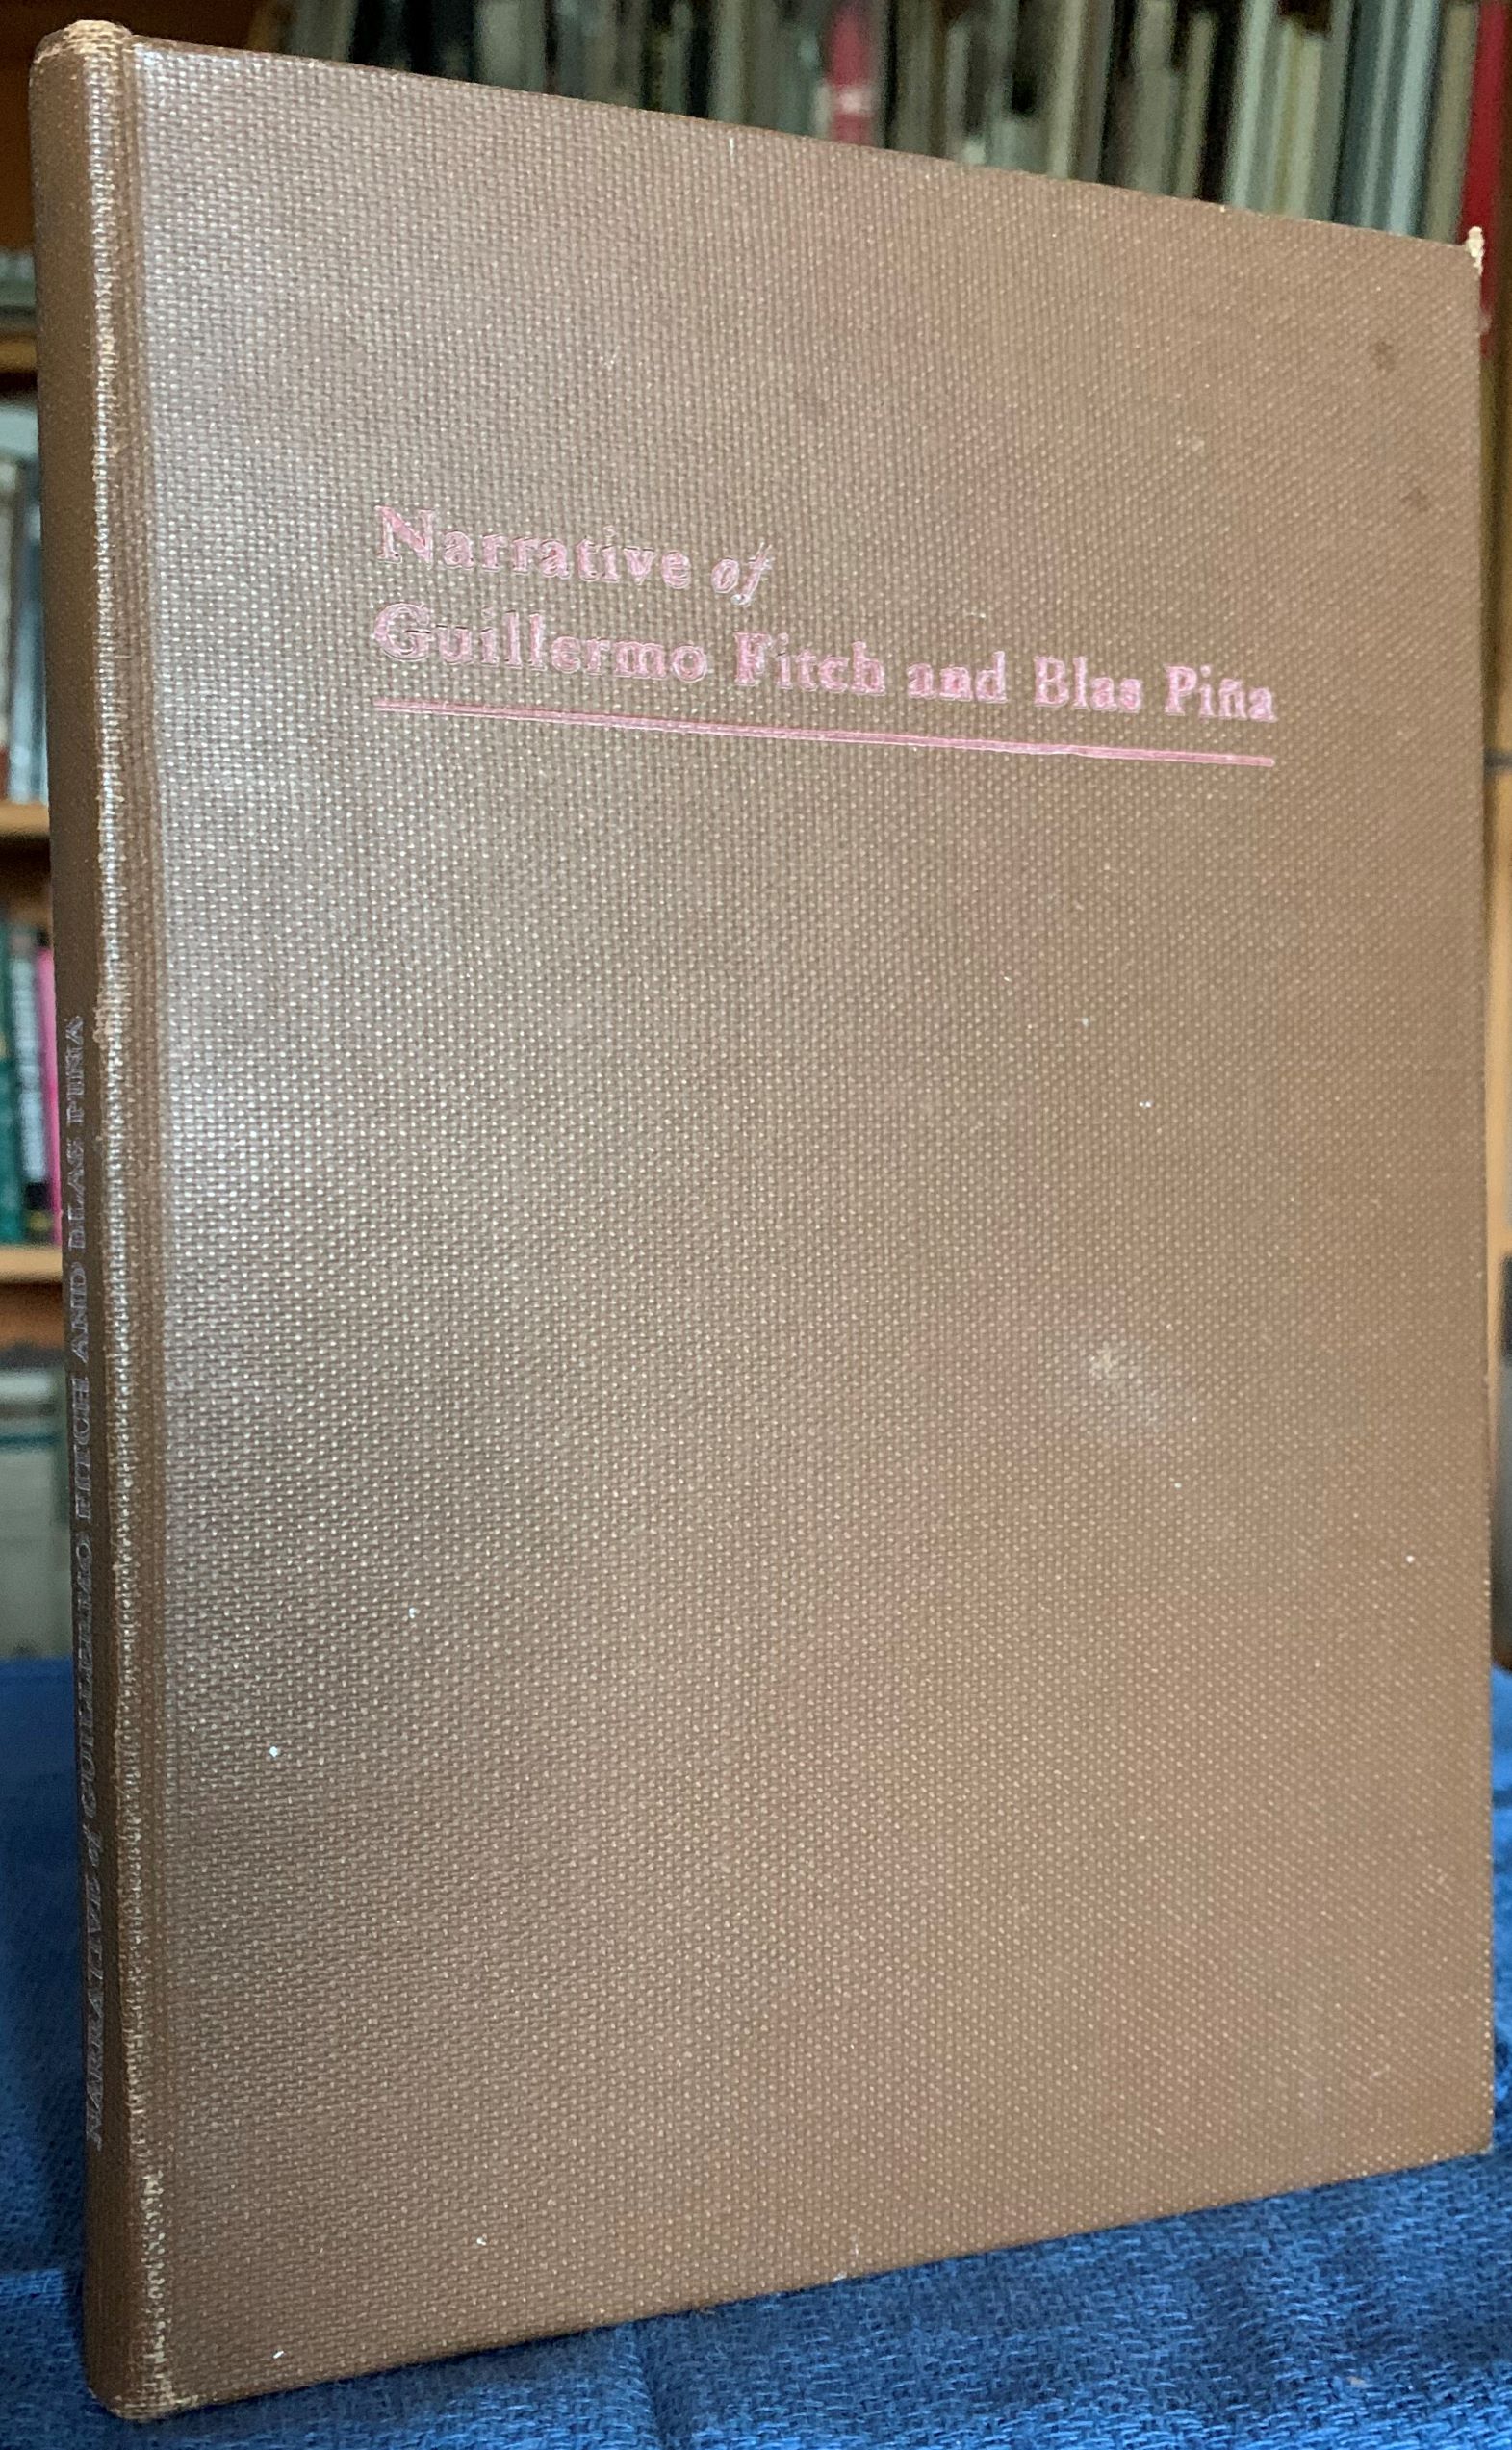 Narrative of
Guillermo Fitch and Blas Piña
NARRATIVE of GUILLERMO FITCH AND BLAS PIÑA